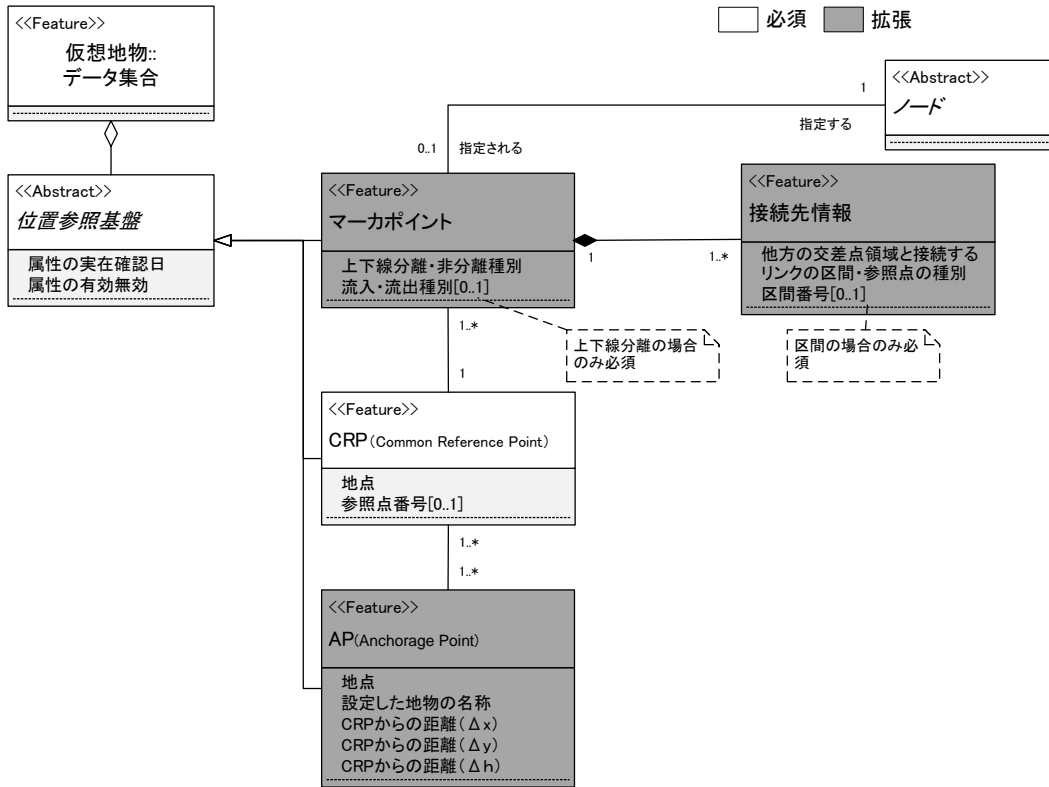 <<Feature>>
仮想地物::
データ集合
必須
拡張
<<Abstract>>
ノード
1
指定する
0..1
指定される
<<Abstract>>
位置参照基盤
属性の実在確認日
属性の有効無効
<<Feature>>
マーカポイント
上下線分離・非分離種別
流入・流出種別[0..1]
1
1..*
<<Feature>>
接続先情報
他方の交差点領域と接続する
リンクの区間・参照点の種別
区間番号[0..1]
上下線分離の場合
のみ必須
区間の場合のみ必
須
1..*
1
<<Feature>>
CRP(Common Reference Point)
地点
参照点番号[0..1]
1..*
1..*
<<Feature>>
AP(Anchorage Point)
地点
設定した地物の名称
CRPからの距離(Δx)
CRPからの距離(Δy)
CRPからの距離(Δh)